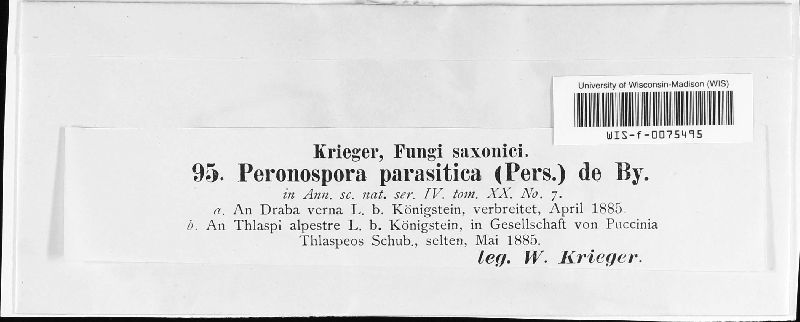 University of Wisconsin-Madison (WIS)
WIS-f-0075495
Krieger, Fungi saxonici.
95. Peronospora parasitica (Pers.) de By.
in Ann. sc. nat. ser. IV. tom. XX. No. 7.
a. An Draba verna L. b. Königstein, verbreitet, April 1885.
b. An Thlaspi alpestre L. b. Königstein, in Gesellschaft von Puccinia
Thlaspeos Schub., selten, Mai 1885.
leg. W. Krieger.